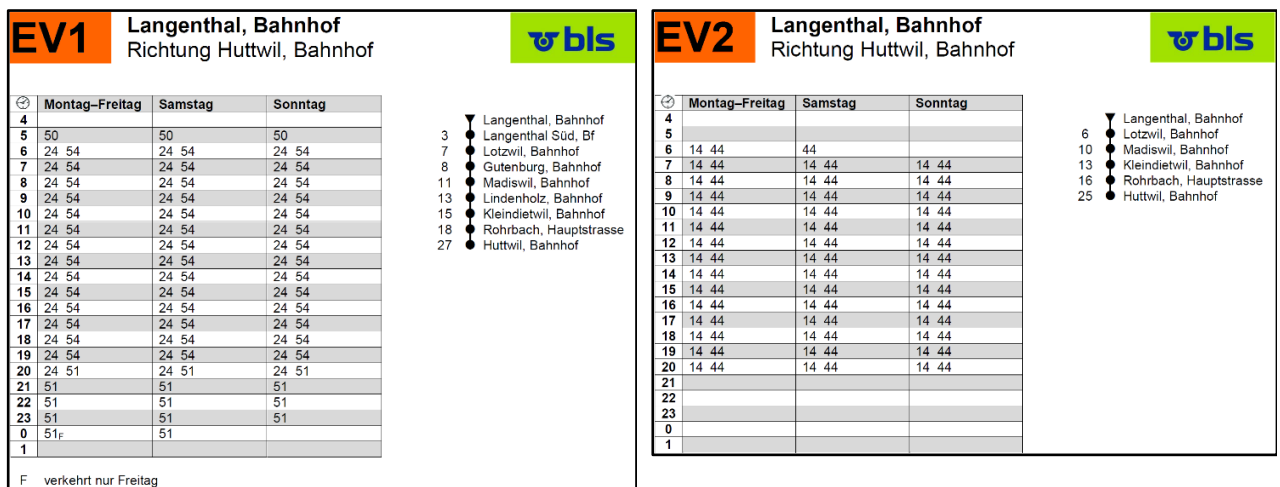 EV1 Langenthal, Bahnhof
Richtung Huttwil, Bahnhof
bls
Montag–Freitag Samstag Sonntag
4
5 50 50 50
6 24 54 24 54 24 54
7 24 54 24 54 24 54
8 24 54 24 54 24 54
9 24 54 24 54 24 54
10 24 54 24 54 24 54
11 24 54 24 54 24 54
12 24 54 24 54 24 54
13 24 54 24 54 24 54
14 24 54 24 54 24 54
15 24 54 24 54 24 54
16 24 54 24 54 24 54
17 24 54 24 54 24 54
18 24 54 24 54 24 54
19 24 54 24 54 24 54
20 24 51 24 51 24 51
21 51 51 51
22 51 51 51
23 51 51 51
0 51F 51
1
Langenthal, Bahnhof
3 Langenthal Süd, Bf
7 Lotzwil, Bahnhof
8 Gutenburg, Bahnhof
11 Madiswil, Bahnhof
13 Lindenholz, Bahnhof
15 Kleindietwil, Bahnhof
18 Rohrbach, Hauptstrasse
27 Huttwil, Bahnhof
F verkehrt nur Freitag
EV2 Langenthal, Bahnhof
Richtung Huttwil, Bahnhof
bls
Montag–Freitag Samstag Sonntag
4
5
6 14 44 44
7 14 44 14 44 14 44
8 14 44 14 44 14 44
9 14 44 14 44 14 44
10 14 44 14 44 14 44
11 14 44 14 44 14 44
12 14 44 14 44 14 44
13 14 44 14 44 14 44
14 14 44 14 44 14 44
15 14 44 14 44 14 44
16 14 44 14 44 14 44
17 14 44 14 44 14 44
18 14 44 14 44 14 44
19 14 44 14 44 14 44
20 14 44 14 44 14 44
21
22
23
0
1
Langenthal, Bahnhof
6 Lotzwil, Bahnhof
10 Madiswil, Bahnhof
13 Kleindietwil, Bahnhof
16 Rohrbach, Hauptstrasse
25 Huttwil, Bahnhof